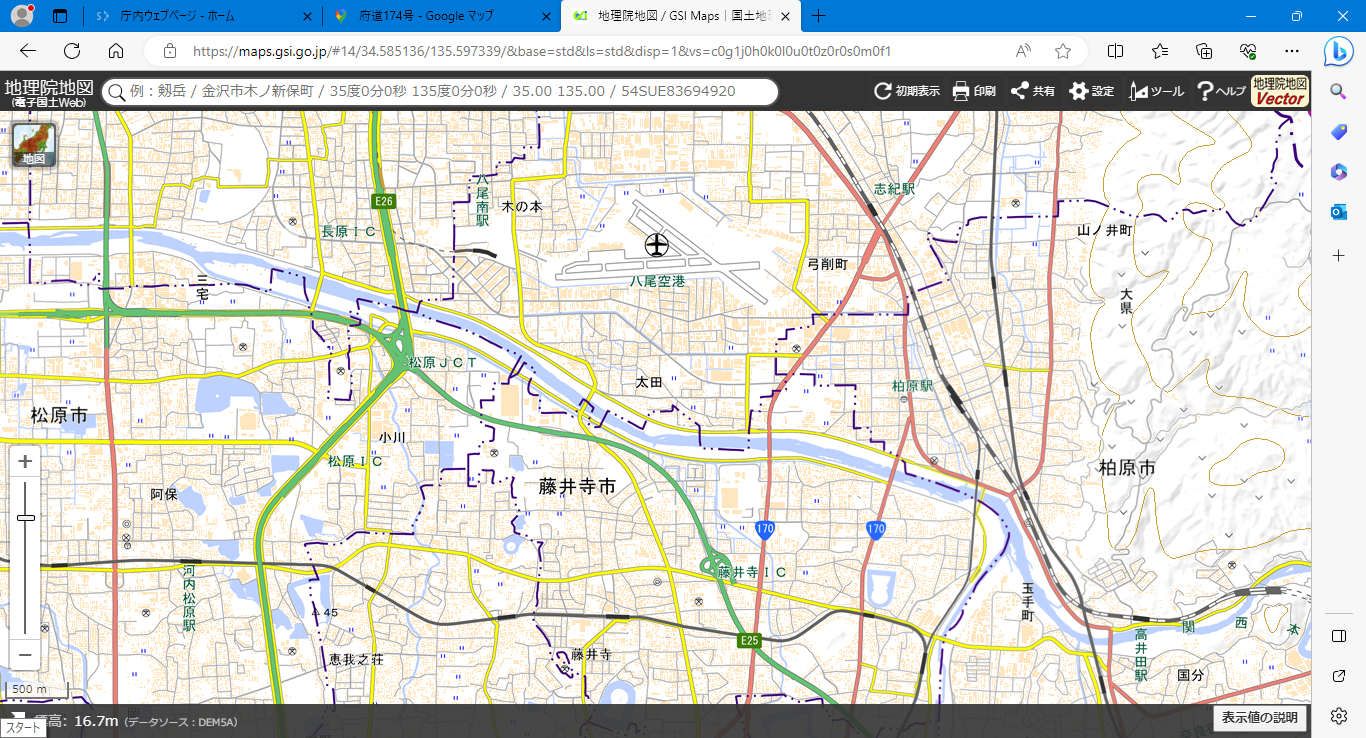 庁内ウェブページ - ホーム
府道174号 - Google マップ
地理院地図 / GSI Maps｜国土地理
https://maps.gsi.go.jp/#14/34.585136/135.597339/&base=std&ls=std&disp=1&vs=c0g1j0h0k0l0u0t0z0r0s0m0f1
地理院地図
(電子国土Web)
例：剱岳 / 金沢市木ノ新保町 / 35度0分0秒 135度0分0秒 / 35.00 135.00 / 54SUE83694920
初期表示
印刷
共有
設定
ツール
ヘルプ
地理院地図
Vector
地図
八尾南駅
志紀駅
E26
木の本
長原ＩＣ
山ノ井町
弓削町
三宅
八尾空港
大県
松原ＪＣＴ
太田
柏原駅
松原市
小川
松原ＩＣ
柏原市
藤井寺市
阿保
170
170
藤井寺ＩＣ
河内松原駅
玉手町
45
E25
関西本
高井田駅
恵我之荘
藤井寺
国分
500 m
標高: 16.7m (データソース：DEM5A)
スタート
表示値の説明